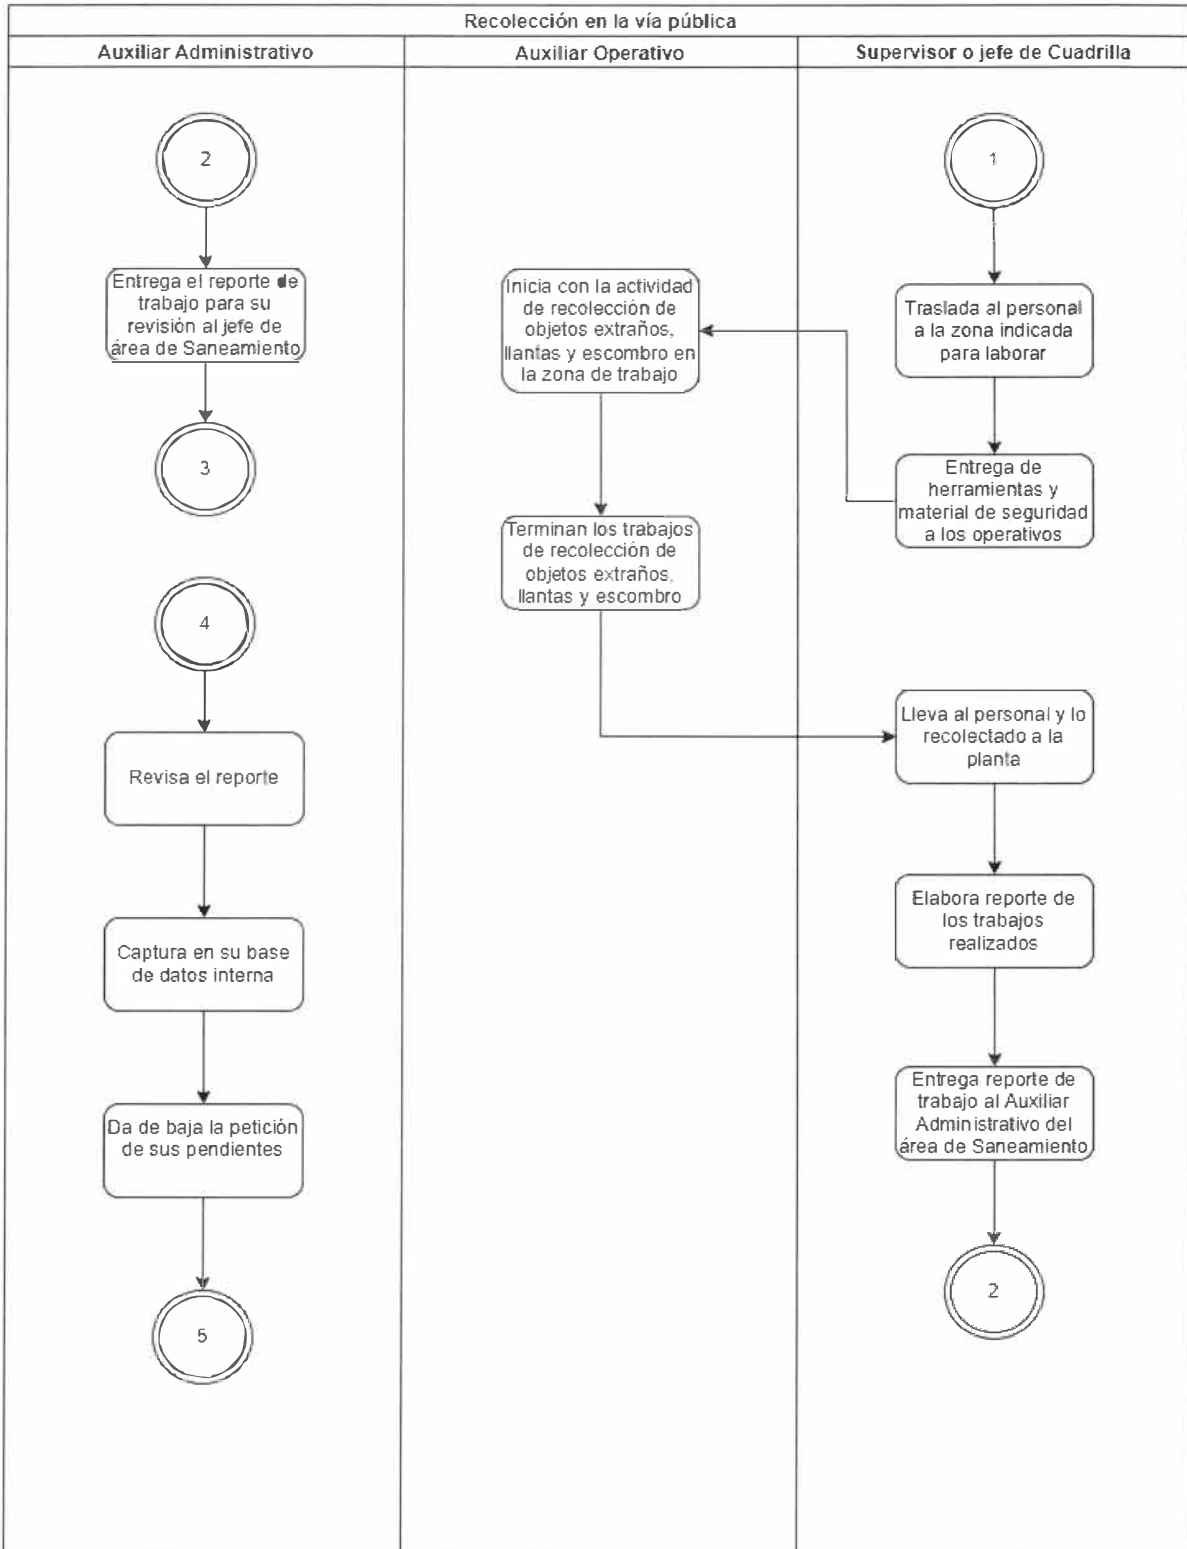 Recolección en la vía pública
Auxiliar Administrativo
Auxiliar Operativo
Supervisor o jefe de Cuadrilla
2
Entrega el reporte de
trabajo para su
revisión al jefe de
área de Saneamiento
3
4
Revisa el reporte
Captura en su base
de datos interna
Da de baja la petición
de sus pendientes
5
Inicia con la actividad
de recolección de
objetos extraños,
llantas y escombro en
la zona de trabajo
Terminan los trabajos
de recolección de
objetos extraños,
llantas y escombro
1
Traslada al personal
a la zona indicada
para laborar
Entrega de
herramientas y
material de seguridad
a los operativos
Lleva al personal y lo
recolectado a la
planta
Elabora reporte de
los trabajos
realizados
Entrega reporte de
trabajo al Auxiliar
Administrativo del
área de Saneamiento
2